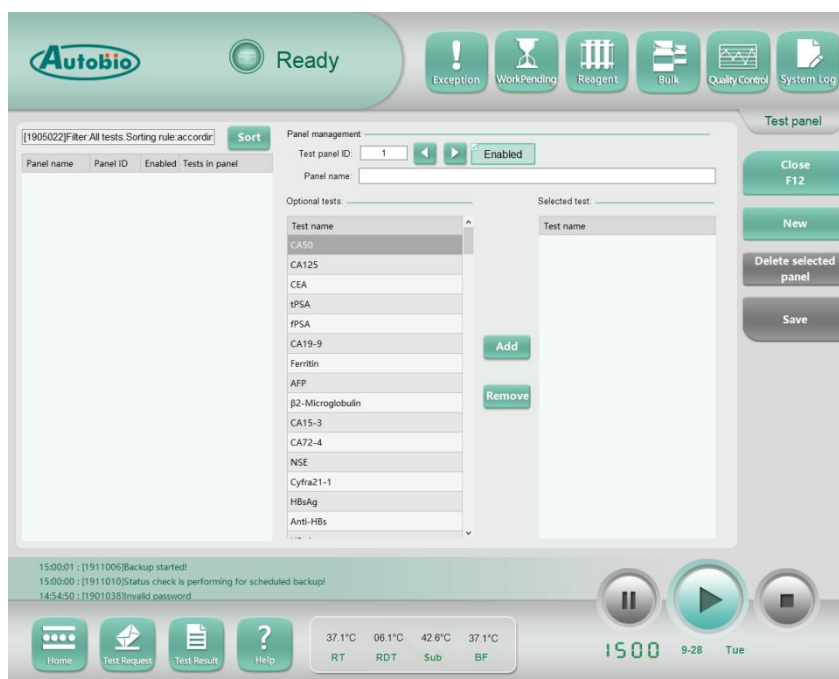 Autobio
Ready
Exception
WorkPending
Reagent
Bulk
Quality Control
System Log
Test panel
[1905022]Filter:All tests.Sorting rule:accordir
Sort
Panel name Panel ID Enabled Tests in panel
Panel management
Test panel ID: 1 Enabled
Panel name:
Optional tests:
Test name
CA50
CA125
CEA
tPSA
fPSA
CA19-9
Ferritin
AFP
β2-Microglobulin
CA15-3
CA72-4
NSE
Cyfra21-1
HBsAg
Anti-HBs
Add
Remove
Selected test:
Test name
Close
F12
New
Delete selected
panel
Save
15:00:01 : [1911006]Backup started!
15:00:00 : [1911010]Status check is performing for scheduled backup!
14:54:50 : [1901038]Invalid password
Home
Test Request
Test Result
?
Help
37.1°C 06.1°C 42.6°C 37.1°C
RT RDT Sub BF
1500 9-28 Tue